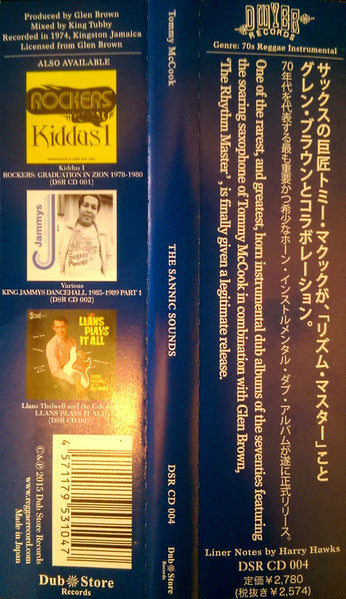 Produced by Glen Brown
Mixed by King Tubby
Recorded in 1974, Kingston Jamaica
Licensed from Glen Brown
ALSO AVAILABLE
ROCKERS
Kiddus I
Kiddus I
ROCKERS: GRADUATION IN ZION 1978-1980
(DSR CD 001)
Jammys
Super
Power
Various
KING JAMMYS DANCEHALL 1985-1989 PART 1
(DSR CD 002)
LLANS
PLAYS
IT ALL
Llans Thelwell and the
LLANS PLAYS IT ALL
(DSR CD 003)
4 571179 531047
©&℗ 2015 Dub Store Records
www.reggaerecord.com
Made in Japan
Dub Store
Records
Tommy McCook
THE SANNIC SOUNDS
DSR CD 004
Dub Store
Records
DWYER
RECORDS
Genre: 70s Reggae Instrumental
サックスの巨匠トミー・マクックが、「リズム・マスター」こと
グレン・ブラウンとコラボレーション。
70年代を代表する最も重要かつ希少なホーン・インストルメンタル・ダブ・アルバムが遂に正式リリース。
One of the rarest, and greatest, horn instrumental dub albums of the seventies featuring
the soaring saxophone of Tommy McCook in combination with Glen Brown,
'The Rhythm Master', is finally given a legitimate release.
Liner Notes by Harry Hawks
DSR CD 004
定価¥2,780
(税抜き¥2,574)